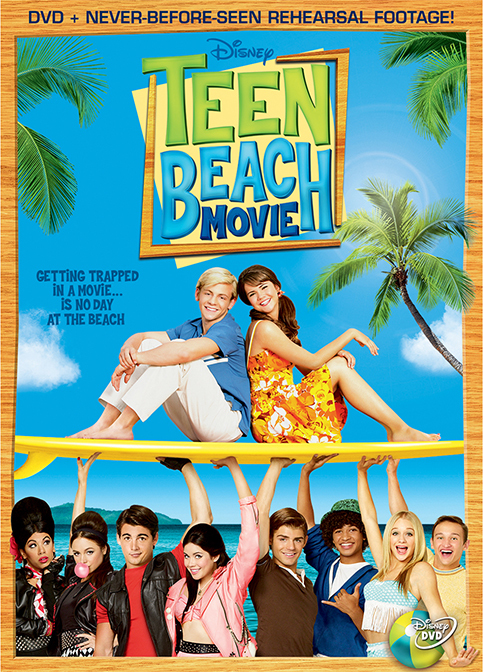 DVD + NEVER-BEFORE-SEEN REHEARSAL FOOTAGE!
Disney
TEEN
BEACH
MOVIE
GETTING TRAPPED
IN A MOVIE...
IS NO DAY
AT THE BEACH
Disney
DVD